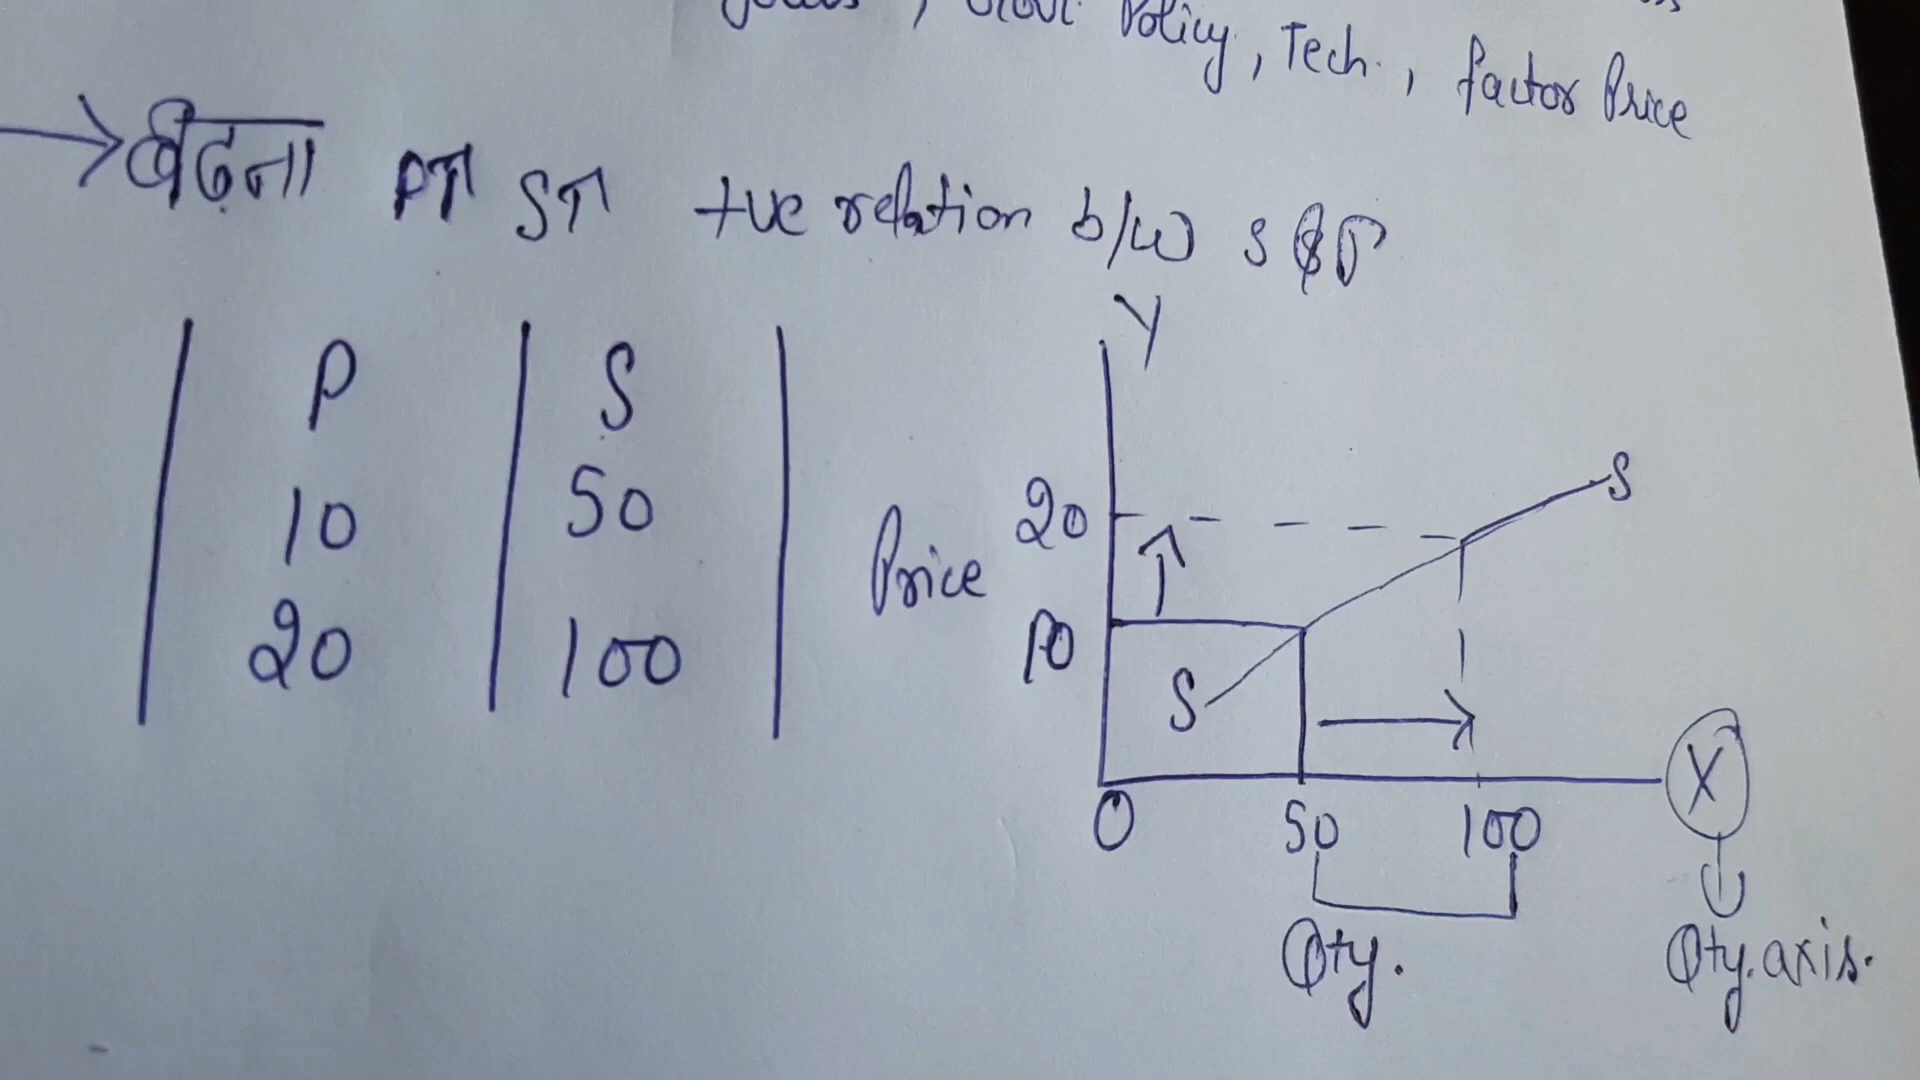 Policy, Tech., factor Price
→ बढ़ना P↑ S↑ +ve relation b/w S & P
P S
10 50
20 100
Y
20
Price
10
S
S
O 50 100 X
Qty. Qty. axis.